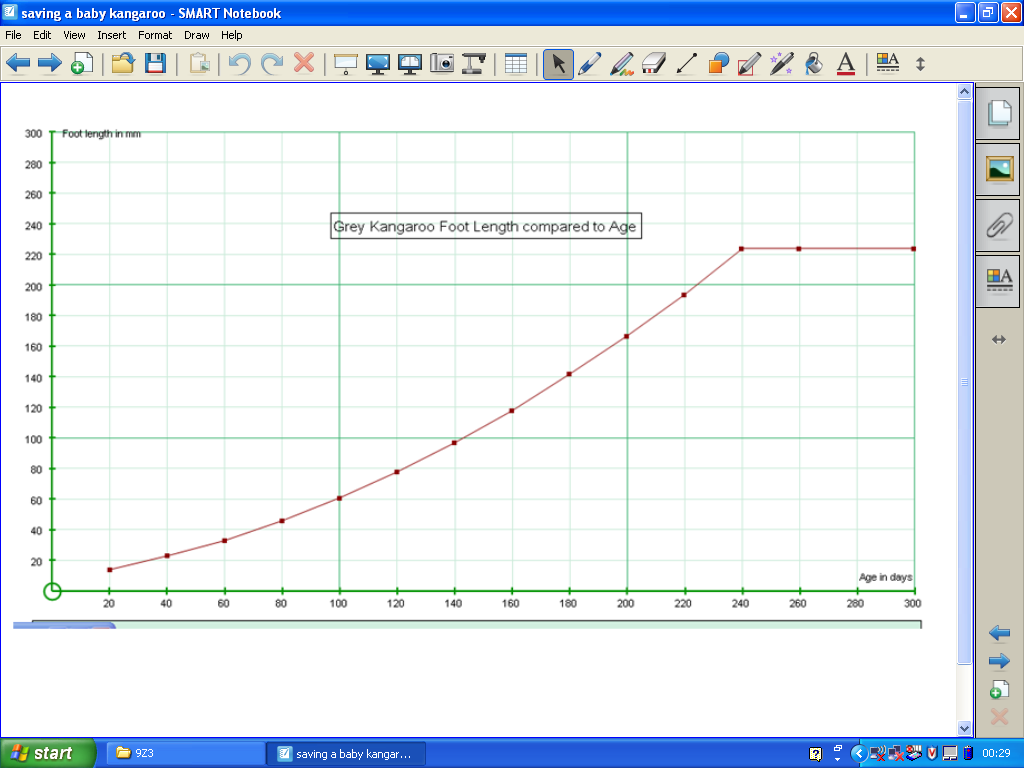 saving a baby kangaroo - SMART Notebook
File Edit View Insert Format Draw Help
Foot length in mm
300
280
260
240
220
200
180
160
140
120
100
80
60
40
20
Grey Kangaroo Foot Length compared to Age
Age in days
20 40 60 80 100 120 140 160 180 200 220 240 260 280 300
start 9Z3 saving a baby kangar... 00:29